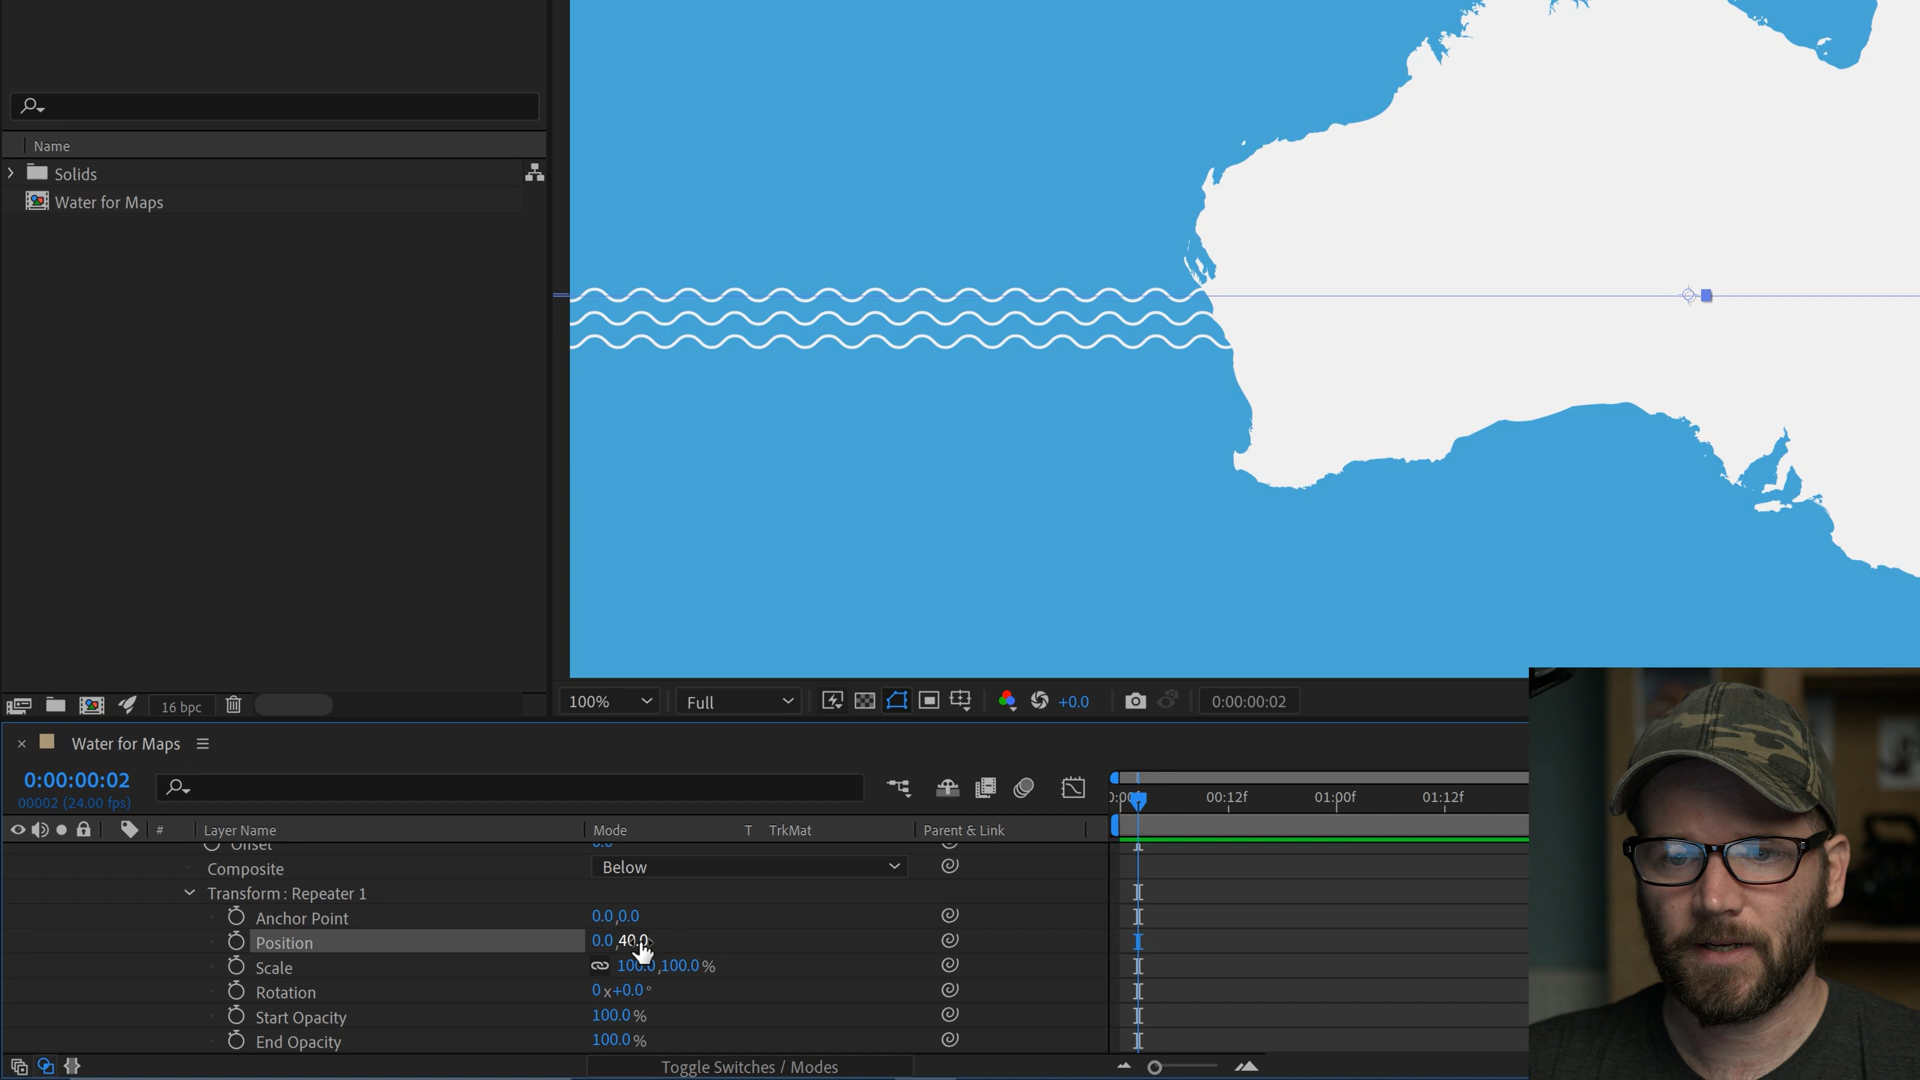 Name
Solids
Water for Maps
16 bpc
100%
Full
+0.0
0:00:00:02
Water for Maps
0:00:00:02
00002 (24.00 fps)
00:12f
01:00f
01:12f
# Layer Name Mode T TrkMat Parent & Link
Offset
Composite Below
Transform : Repeater 1
Anchor Point 0.0,0.0
Position 0.0,40.0
Scale 100.0,100.0%
Rotation 0x+0.0°
Start Opacity 100.0%
End Opacity 100.0%
Toggle Switches / Modes